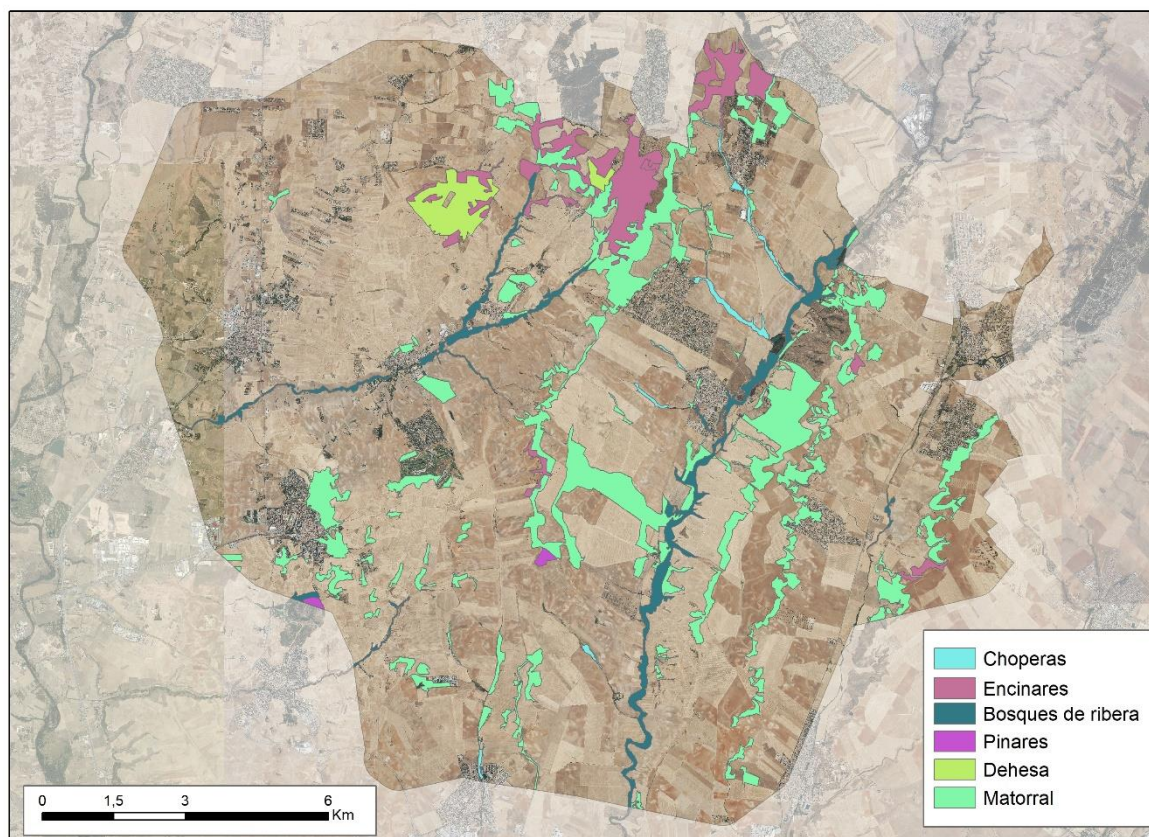 Choperas
Encinares
Bosques de ribera
Pinares
Dehesa
Matorral
0 1,5 3 6
Km